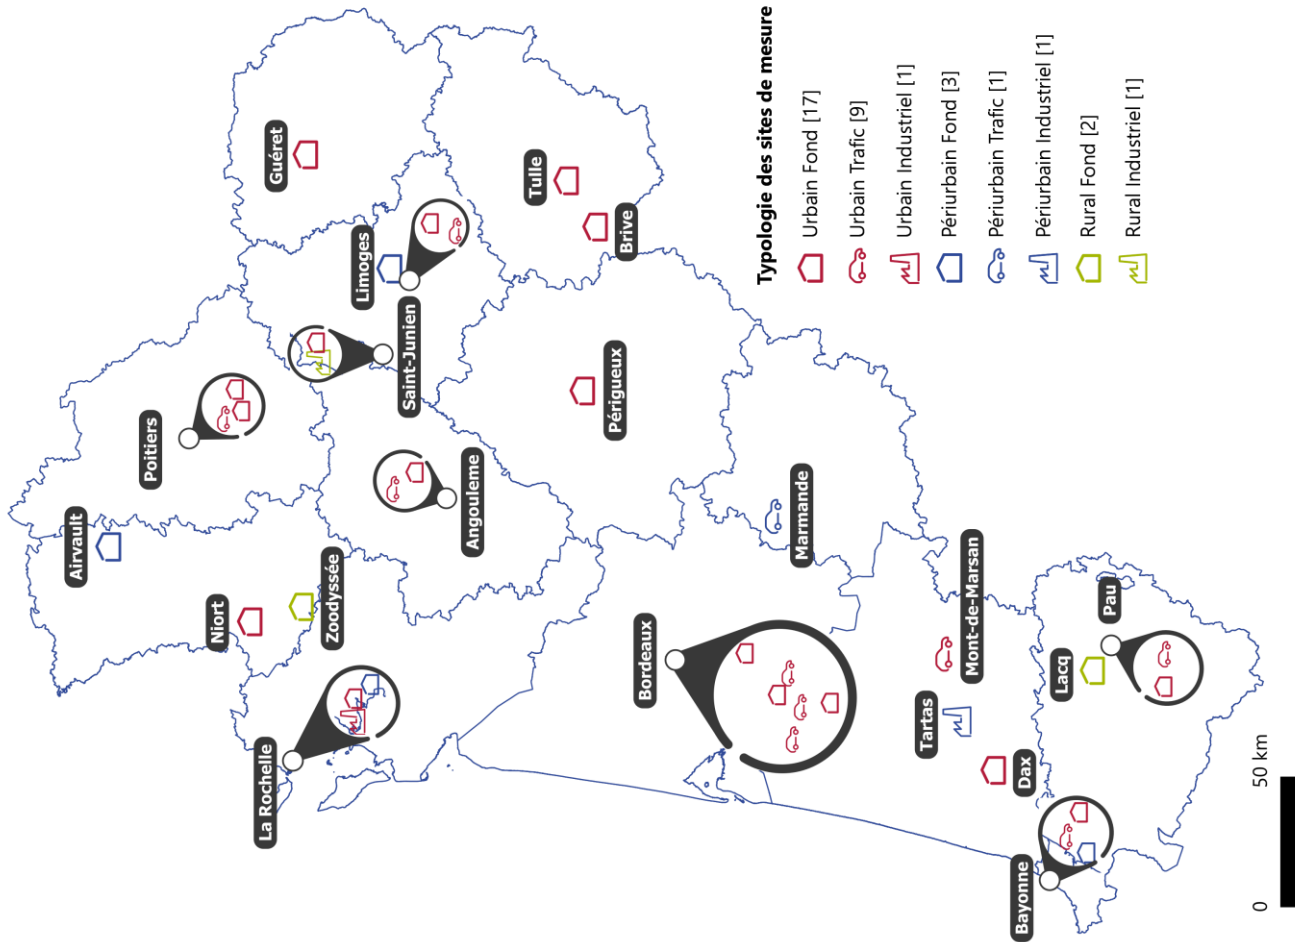 Airvault
Poitiers
Guéret
Niort
Zoodyssée
La Rochelle
Limoges
Saint-Junien
Angouleme
Tulle
Brive
Périgueux
Bordeaux
Marmande
Mont-de-Marsan
Tartas
Dax
Lacq
Pau
Bayonne
Typologie des sites de mesure
Urbain Fond [17]
Urbain Trafic [9]
Urbain Industriel [1]
Périurbain Fond [3]
Périurbain Trafic [1]
Périurbain Industriel [1]
Rural Fond [2]
Rural Industriel [1]
0 50 km